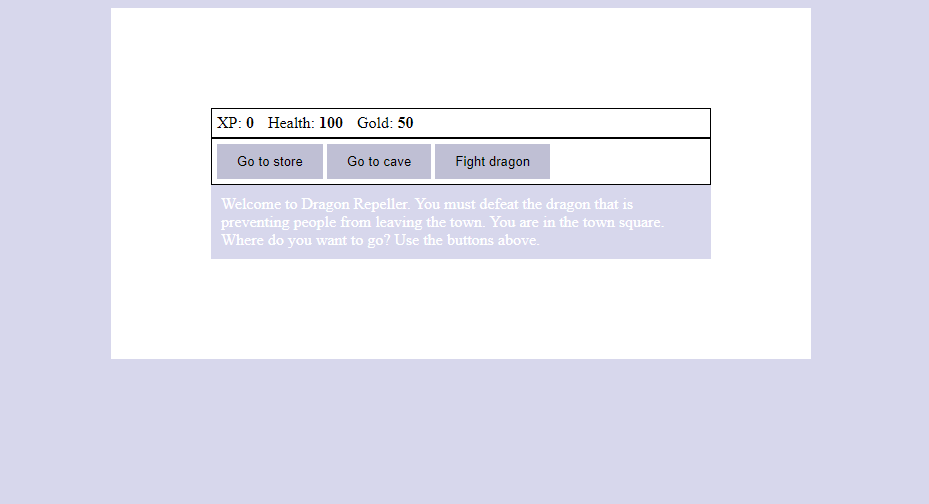 XP: 0 Health: 100 Gold: 50
Go to store Go to cave Fight dragon
Welcome to Dragon Repeller. You must defeat the dragon that is
preventing people from leaving the town. You are in the town square.
Where do you want to go? Use the buttons above.